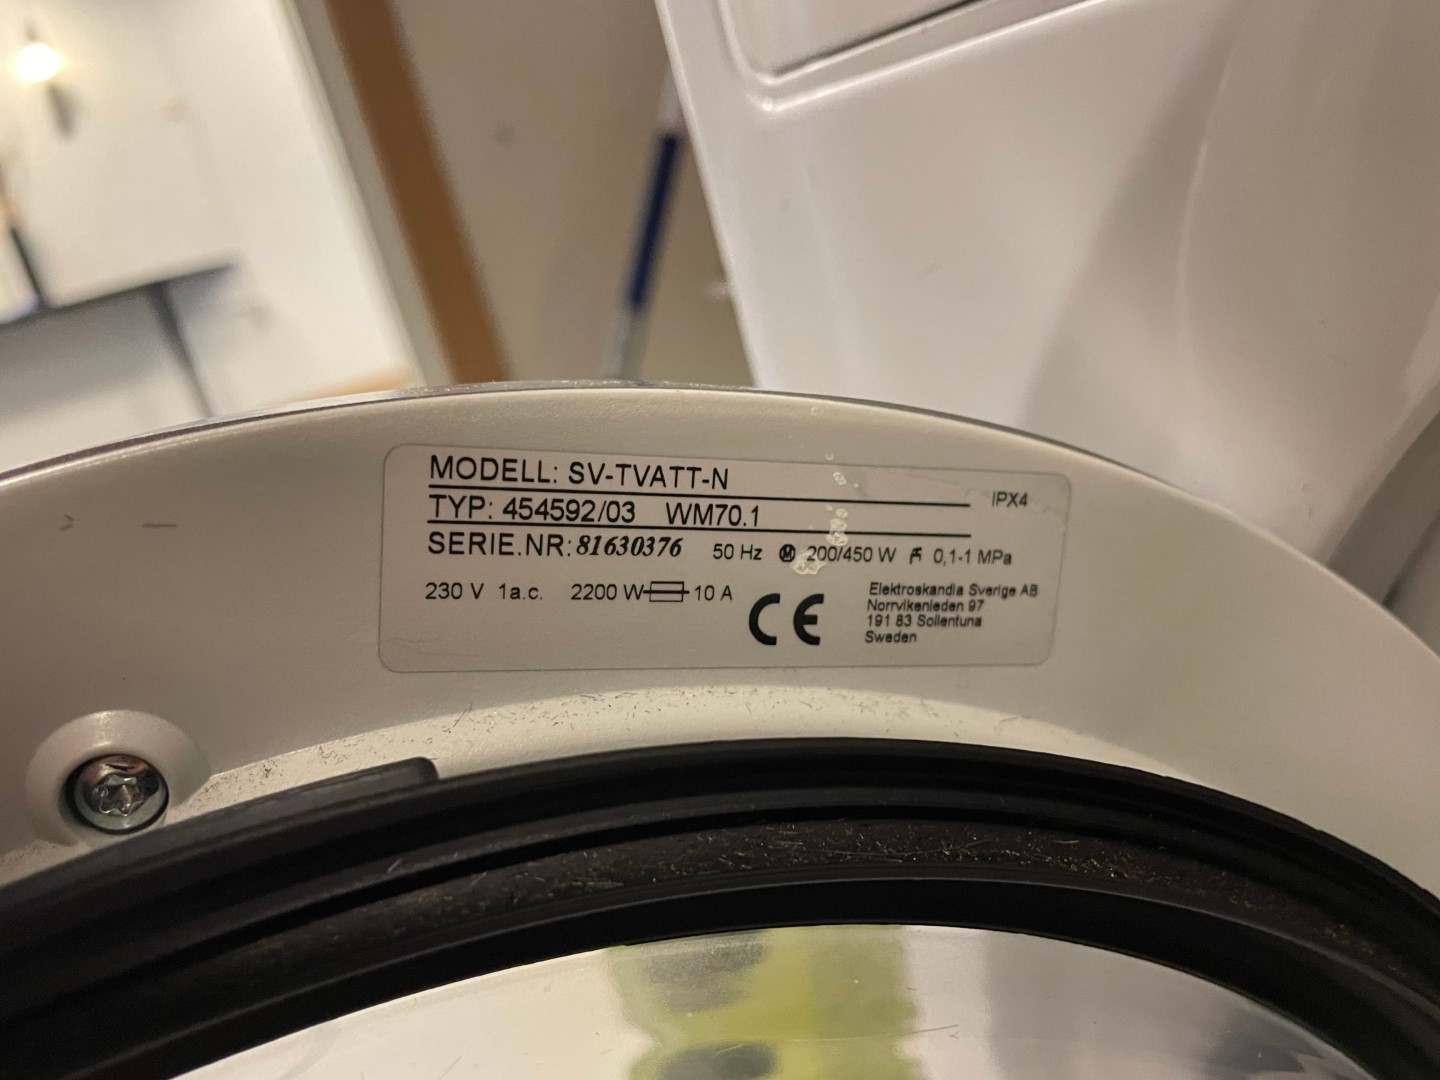 MODELL: SV-TVATT-N
IPX4
TYP: 454592/03 WM70.1
SERIE.NR: 81630376 50 Hz M 200/450 W 0,1-1 MPa
230 V 1a.c. 2200 W 10 A
CE
Elektroskandia Sverige AB
Norrvikenleden 97
191 83 Sollentuna
Sweden